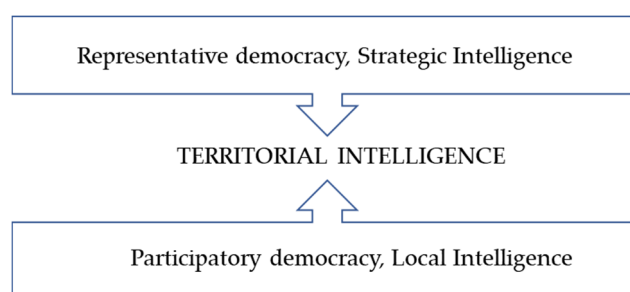 Representative democracy, Strategic Intelligence
TERRITORIAL INTELLIGENCE
Participatory democracy, Local Intelligence